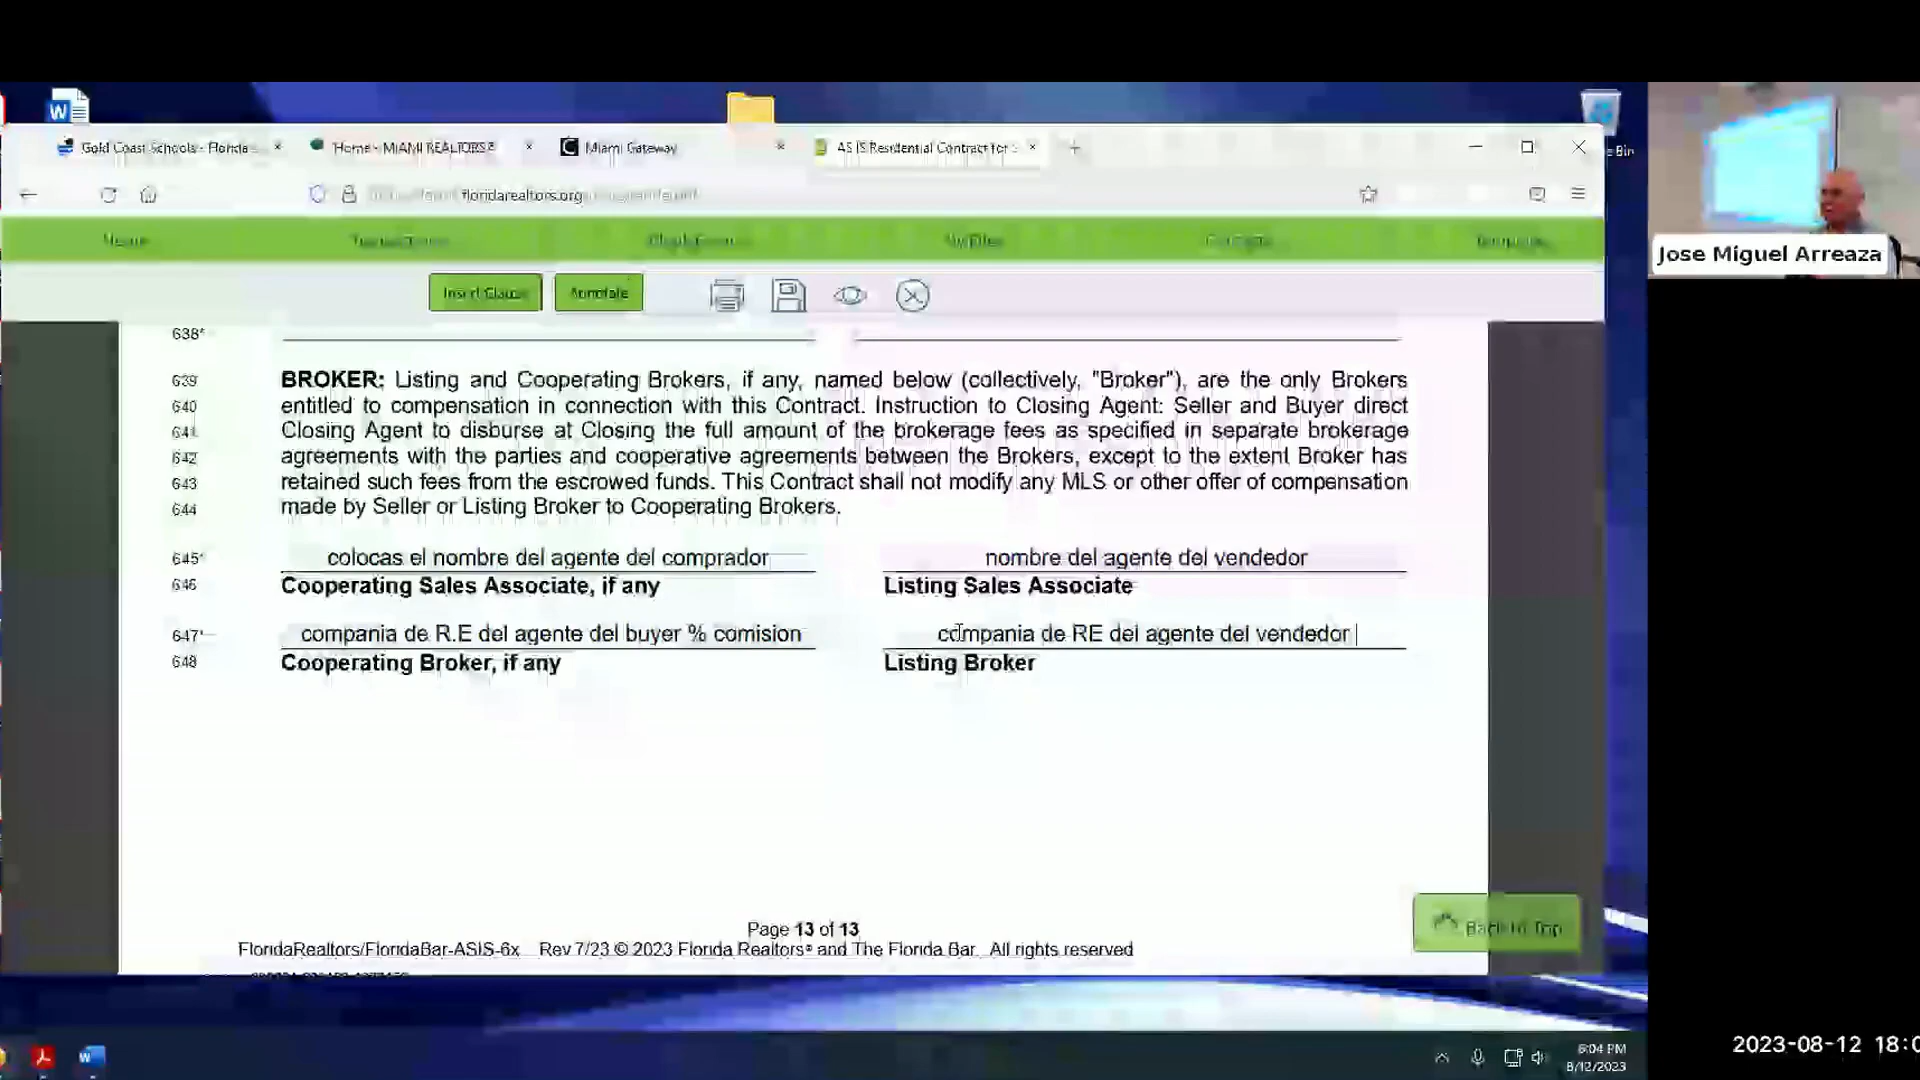 Gold Coast Schools - Florida
Home - MIAMI REALTORS®
Miami Gateway
AS IS Residential Contract for
Bin
floridarealtors.org
Home
Insert Clause
Annotate
Jose Miguel Arreaza
638*
639 BROKER: Listing and Cooperating Brokers, if any, named below (collectively, "Broker"), are the only Brokers
640 entitled to compensation in connection with this Contract. Instruction to Closing Agent: Seller and Buyer direct
641 Closing Agent to disburse at Closing the full amount of the brokerage fees as specified in separate brokerage
642 agreements with the parties and cooperative agreements between the Brokers, except to the extent Broker has
643 retained such fees from the escrowed funds. This Contract shall not modify any MLS or other offer of compensation
644 made by Seller or Listing Broker to Cooperating Brokers.
645* colocas el nombre del agente del comprador nombre del agente del vendedor
646 Cooperating Sales Associate, if any Listing Sales Associate
647* compania de R.E del agente del buyer % comision compania de RE del agente del vendedor
648 Cooperating Broker, if any Listing Broker
Back to Top
Page 13 of 13
FloridaRealtors/FloridaBar-ASIS-6x Rev 7/23 © 2023 Florida Realtors® and The Florida Bar. All rights reserved
6:04 PM
8/12/2023
2023-08-12 18:0